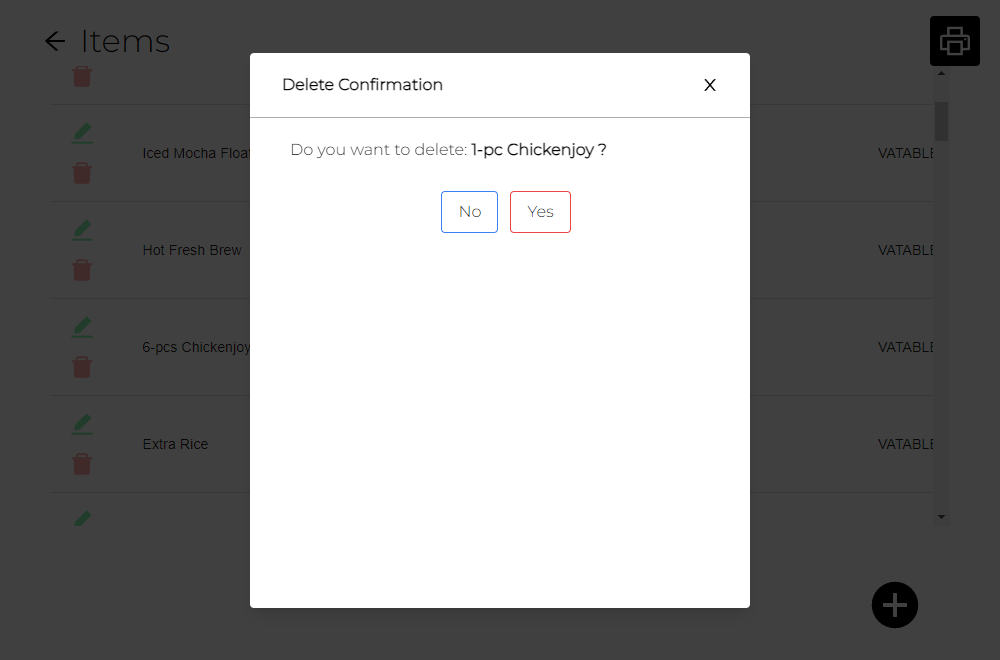 Items
Delete Confirmation X
Do you want to delete: 1-pc Chickenjoy ?
No Yes
Iced Mocha Float VATABLE
Hot Fresh Brew VATABLE
6-pcs Chickenjoy VATABLE
Extra Rice VATABLE